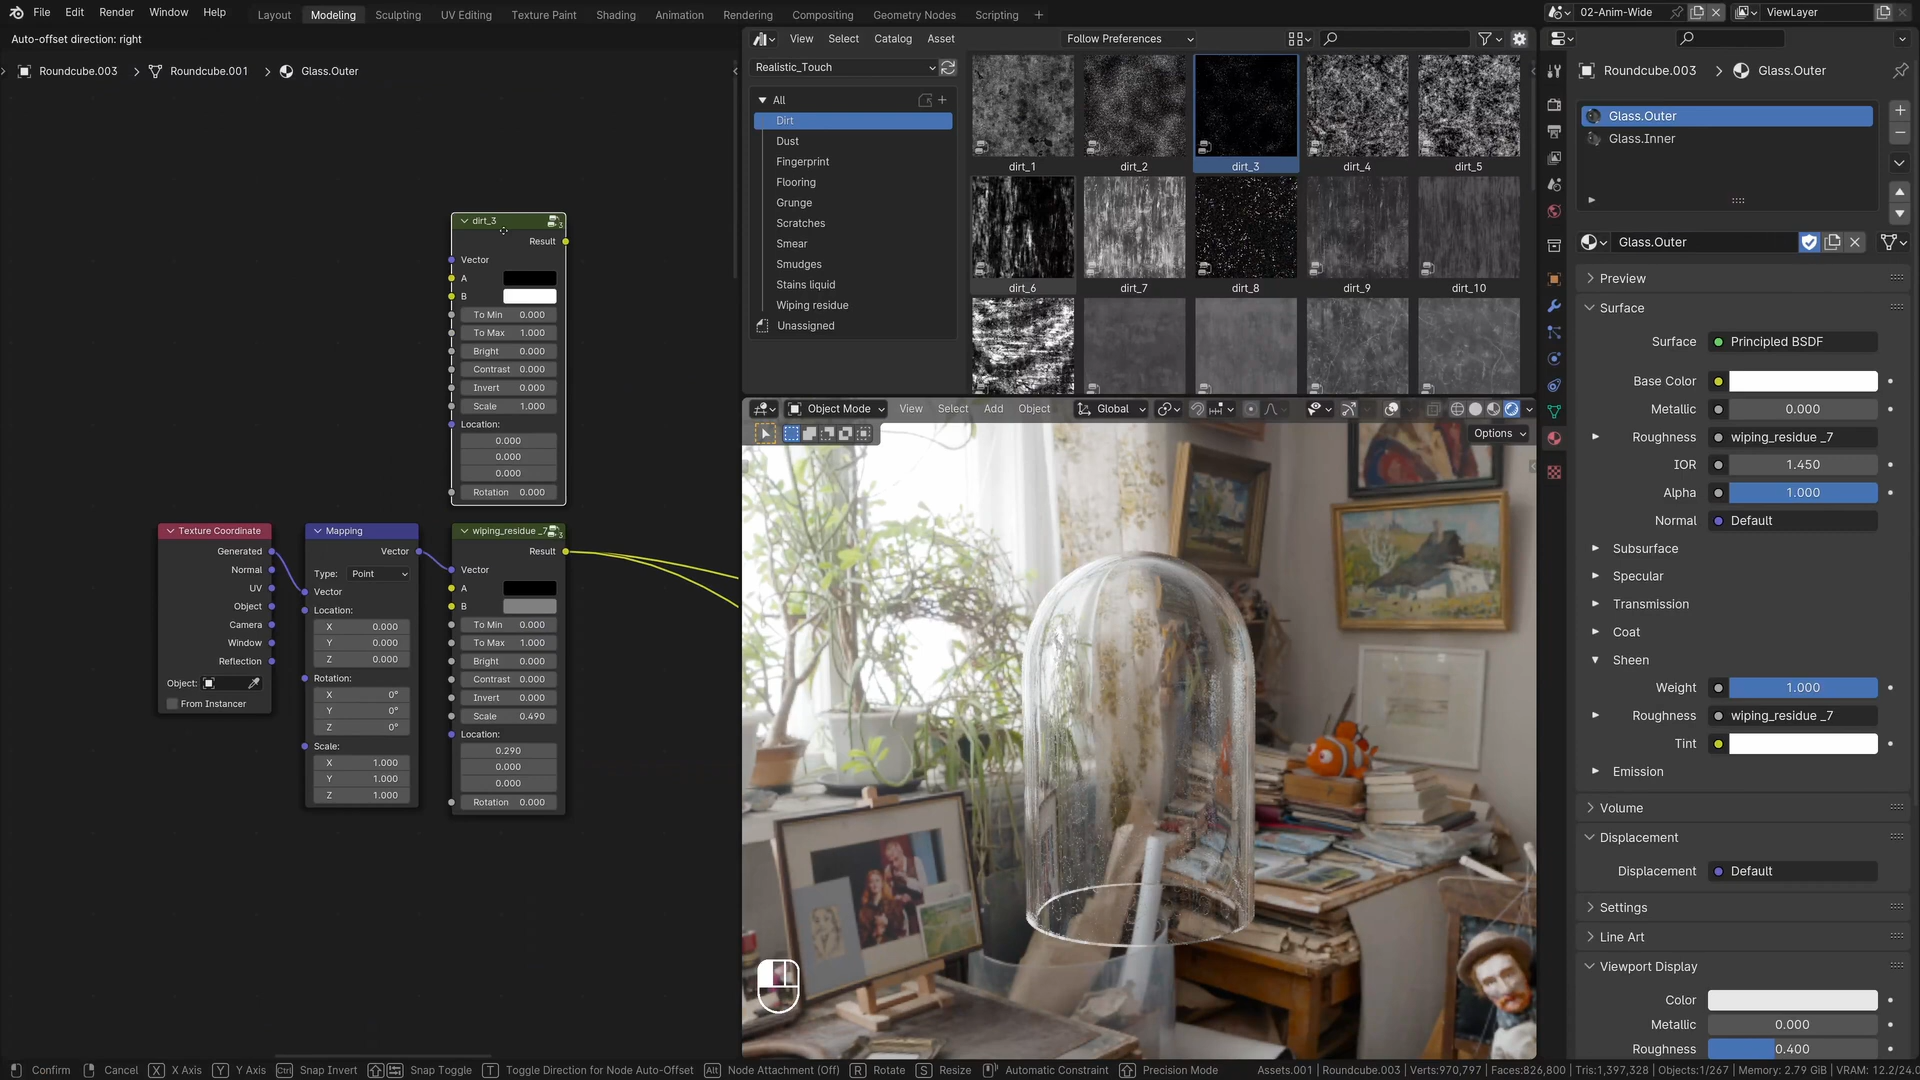 File Edit Render Window Help Layout Modeling Sculpting UV Editing Texture Paint Shading Animation Rendering Compositing Geometry Nodes Scripting + 02-Anim-Wide ViewLayer
Auto-offset direction: right
Roundcube.003 > Roundcube.001 > Glass.Outer
View Select Catalog Asset Follow Preferences
Realistic_Touch
All
Dirt
Dust
Fingerprint
Flooring
Grunge
Scratches
Smear
Smudges
Stains liquid
Wiping residue
Unassigned
dirt_1 dirt_2 dirt_3 dirt_4 dirt_5
dirt_6 dirt_7 dirt_8 dirt_9 dirt_10
dirt_3
3
Result
Vector
A
B
To Min 0.000
To Max 1.000
Bright 0.000
Contrast 0.000
Invert 0.000
Scale 1.000
Location:
0.000
0.000
0.000
Rotation 0.000
Texture Coordinate
Generated
Normal
UV
Object
Camera
Window
Reflection
Object:
From Instancer
Mapping
Vector
Type: Point
Vector
Location:
X 0.000
Y 0.000
Z 0.000
Rotation:
X 0°
Y 0°
Z 0°
Scale:
X 1.000
Y 1.000
Z 1.000
wiping_residue _7
3
Result
Vector
A
B
To Min 0.000
To Max 1.000
Bright 0.000
Contrast 0.000
Invert 0.000
Scale 0.490
Location:
0.290
0.000
0.000
Rotation 0.000
Object Mode View Select Add Object Global
Options
Roundcube.003 > Glass.Outer
Glass.Outer
Glass.Inner
Glass.Outer
Preview
Surface
Surface Principled BSDF
Base Color
Metallic 0.000
Roughness wiping_residue _7
IOR 1.450
Alpha 1.000
Normal Default
Subsurface
Specular
Transmission
Coat
Sheen
Weight 1.000
Roughness wiping_residue _7
Tint
Emission
Volume
Displacement
Displacement Default
Settings
Line Art
Viewport Display
Color
Metallic 0.000
Roughness 0.400
Confirm Cancel X X Axis Y Y Axis Ctrl Snap Invert Snap Toggle T Toggle Direction for Node Auto-Offset Alt Node Attachment (Off) R Rotate S Resize Automatic Constraint Precision Mode Assets.001 | Roundcube.003 | Verts:970,797 | Faces:826,800 | Tris:1,397,328 | Objects:1/267 | Memory: 2.79 GiB | VRAM: 12.2/24.0